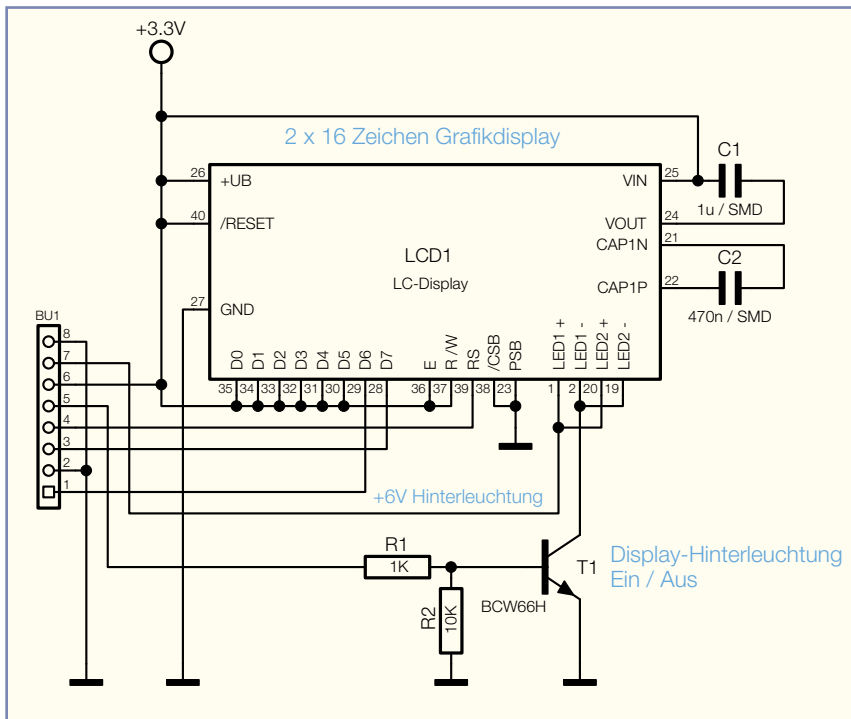 +3.3V
2 x 16 Zeichen Grafikdisplay
26
+UB
VIN
25
C1
1u / SMD
40
/RESET
VOUT
24
CAP1N
21
LCD1
LC-Display
C2
CAP1P
22
470n / SMD
27
GND
BU1
8
7
6
5
4
3
2
1
D0
D1
D2
D3
D4
D5
D6
D7
E
R /W
RS
/CSB
PSB
LED1 +
LED1 -
LED2 +
LED2 -
35
34
33
32
31
30
29
28
36
37
39
38
23
1
2
20
19
+6V Hinterleuchtung
R1
1K
R2
10K
BCW66H
T1
Display-Hinterleuchtung
Ein / Aus